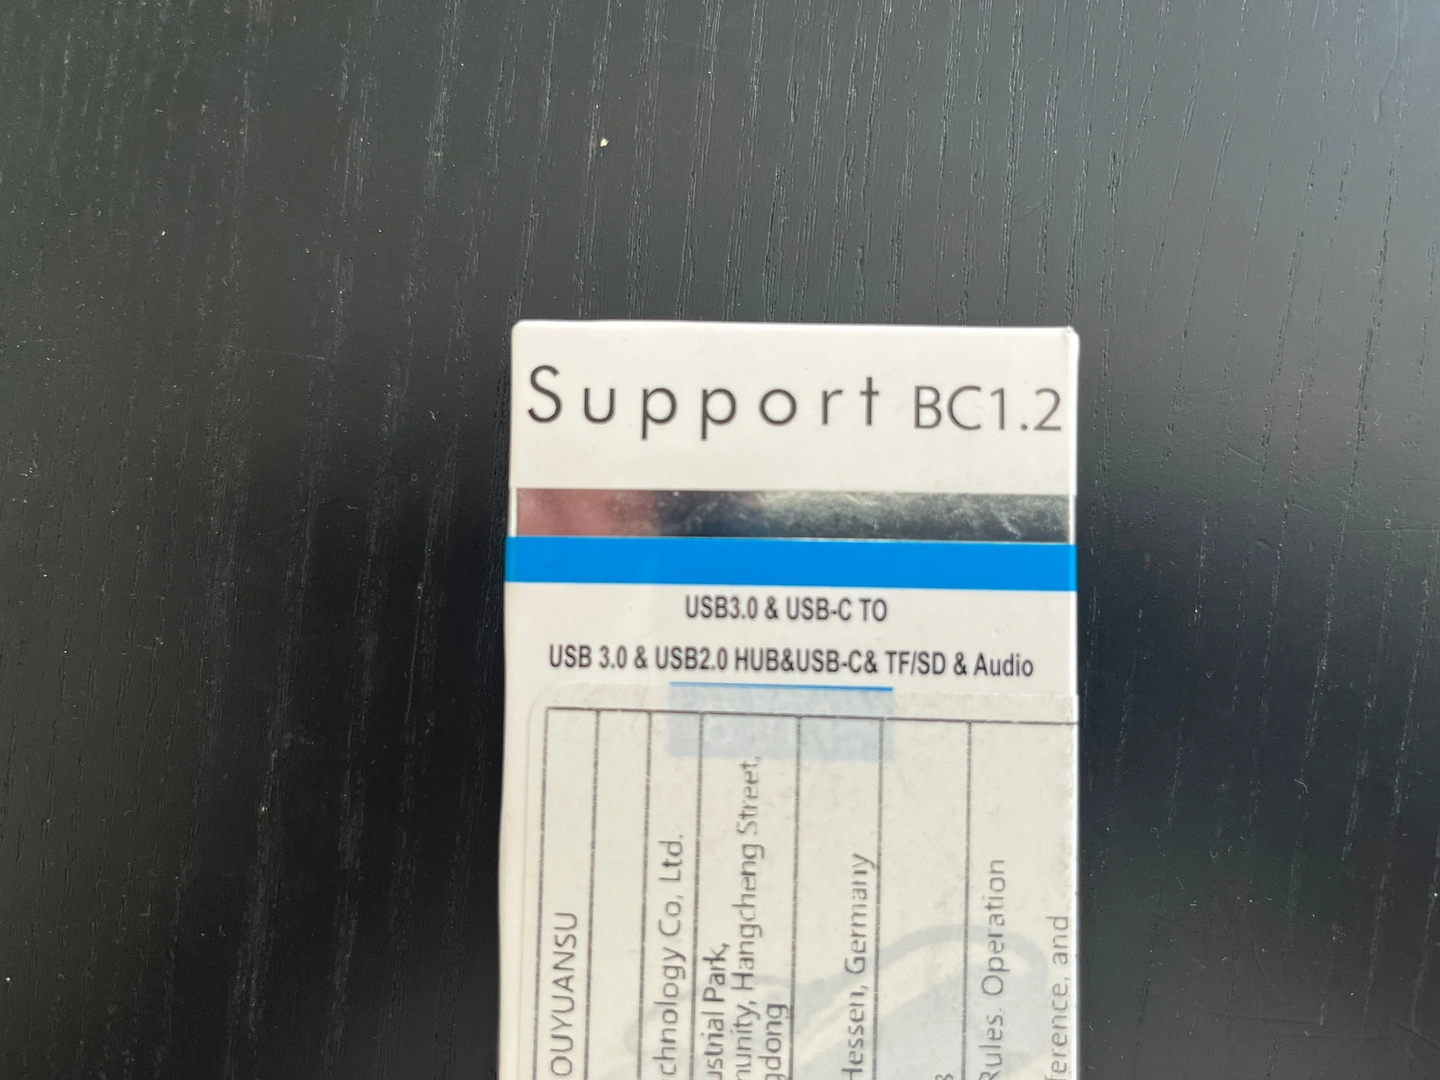 Support BC1.2
USB3.0 & USB-C TO
USB 3.0 & USB2.0 HUB&USB-C& TF/SD & Audio
OUYUANSU
chnology Co, Ltd.
ustrial Park,
nunity, Hangcheng Street,
gdong
Hessen, Germany
Rules. Operation
ference, and